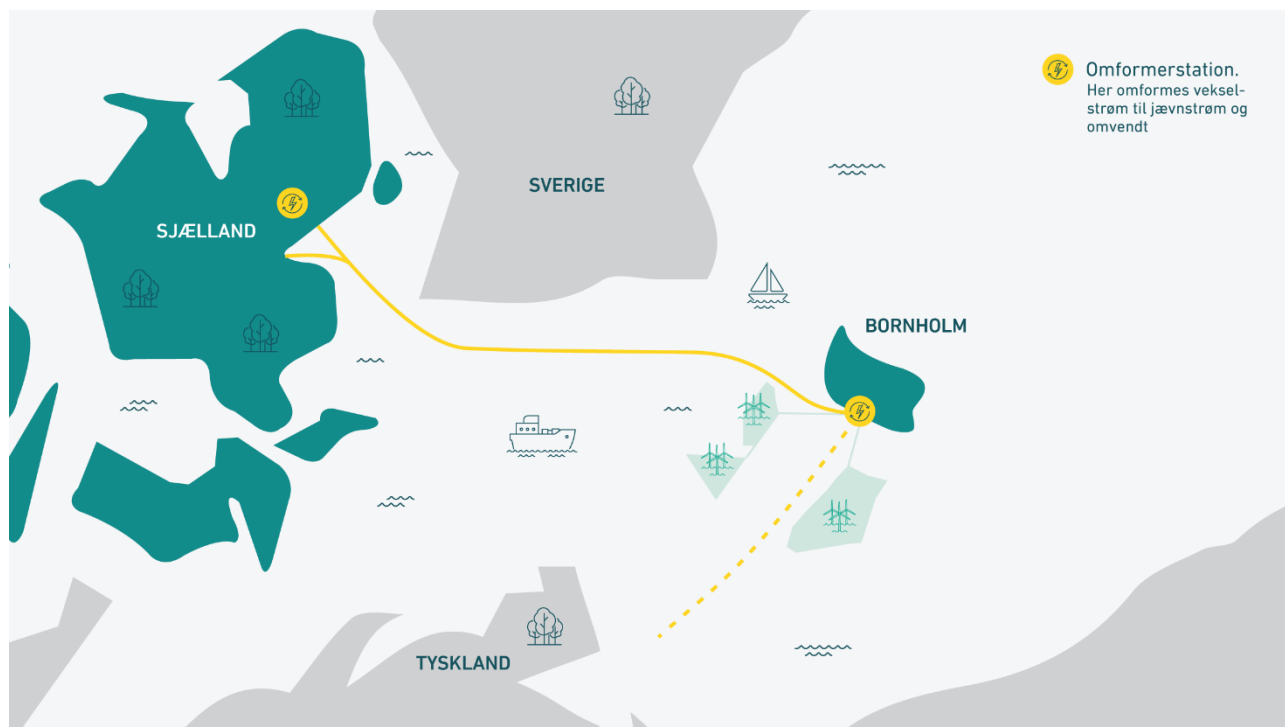 Omformerstation.
Her omformes veksel-
strøm til jævnstrøm og
omvendt
SVERIGE
SJÆLLAND
BORNHOLM
TYSKLAND